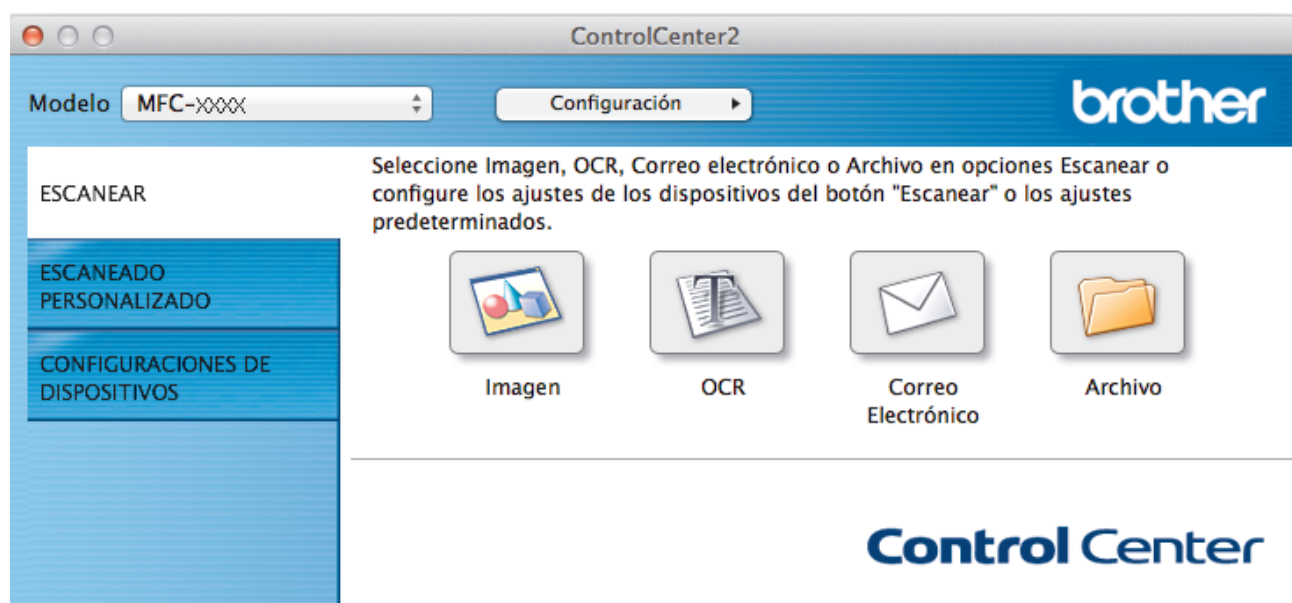 ControlCenter2
Modelo MFC-XXXX Configuración
brother
ESCANEAR
ESCANEADO
PERSONALIZADO
CONFIGURACIONES DE
DISPOSITIVOS
Seleccione Imagen, OCR, Correo electrónico o Archivo en opciones Escanear o
configure los ajustes de los dispositivos del botón "Escanear" o los ajustes
predeterminados.
Imagen
OCR
Correo
Electrónico
Archivo
Control Center